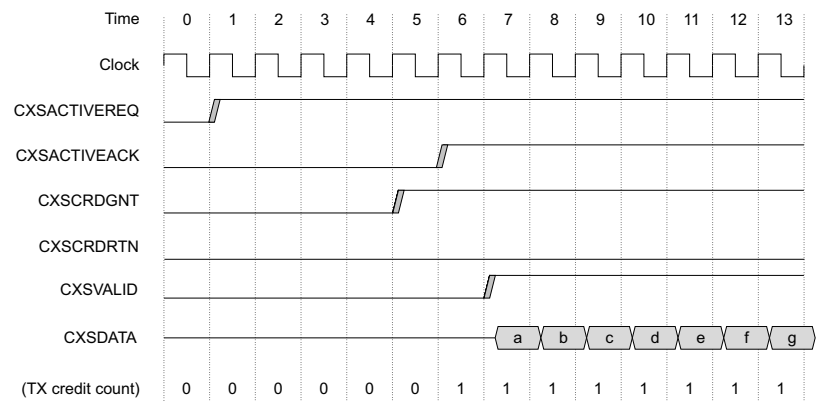 Time 0 1 2 3 4 5 6 7 8 9 10 11 12 13
Clock
CXSACTIVEREQ
CXSACTIVEACK
CXSCRDGNT
CXSCRDRTN
CXSVALID
CXSDATA a b c d e f g
(TX credit count) 0 0 0 0 0 0 1 1 1 1 1 1 1 1